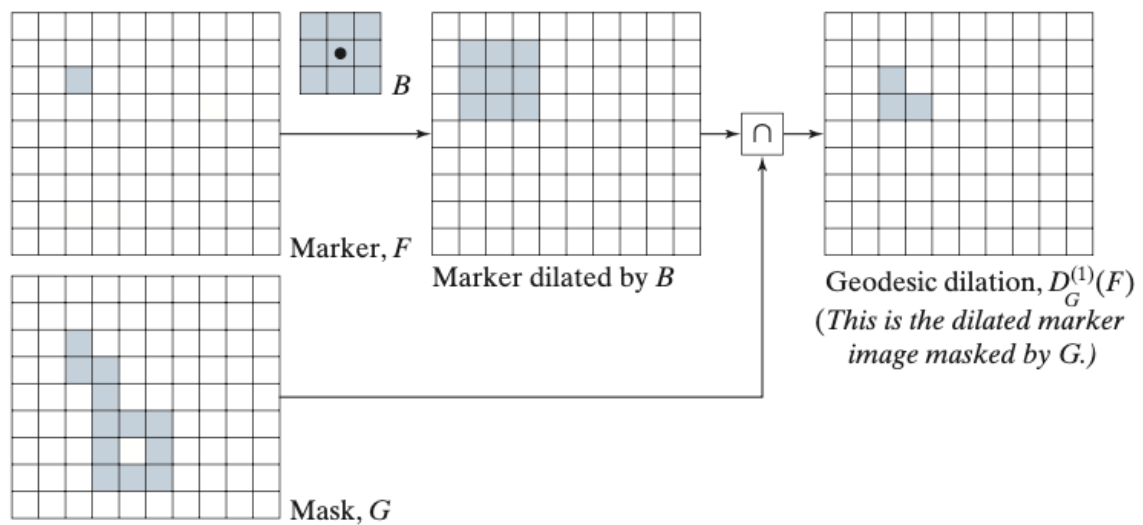 B
Marker, F
Marker dilated by B
∩
Geodesic dilation, D_G^{(1)}(F)
(This is the dilated marker
image masked by G.)
Mask, G